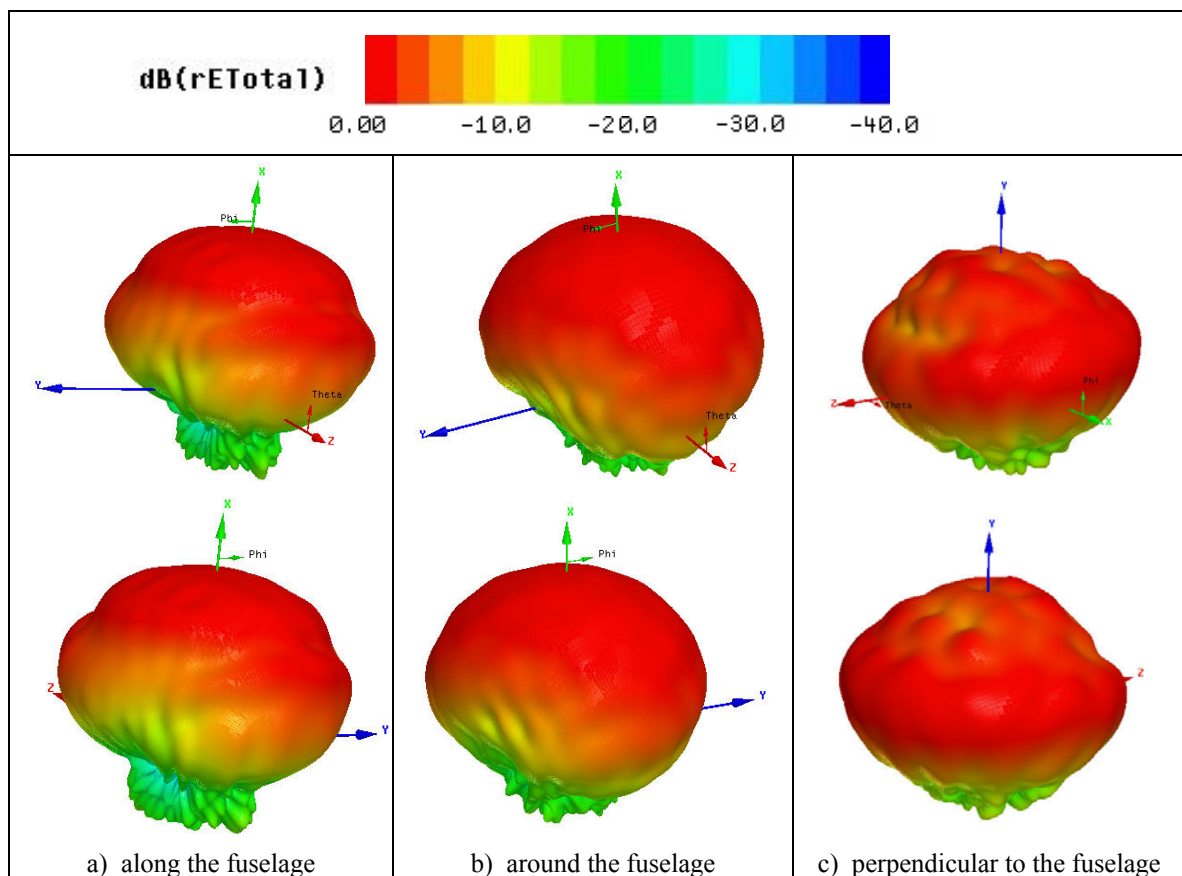 dB(rETotal)
0.00 -10.0 -20.0 -30.0 -40.0
X
Phi
Y
Theta
Z
X
Phi
Y
Theta
Z
Y
Z
Theta
Phi
X
X
Phi
Z
Y
X
Phi
Y
Y
Z
a) along the fuselage
b) around the fuselage
c) perpendicular to the fuselage